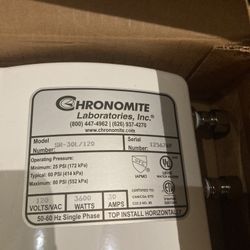 CHRONOMITE
Laboratories, Inc.®
(800) 447-4962 | (626) 937-4270
www.chronomite.com
Model Number: SR-30L/120
Serial Number:
Operating Pressure:
Minimum: 25 PSI (172 kPa)
Typical: 60 PSI (414 kPa)
Maximum: 80 PSI (552 kPa)
120 VOLTS/VAC
3600 WATTS
30 AMPS
50-60 Hz Single Phase
TOP INSTALL HORIZONTALLY